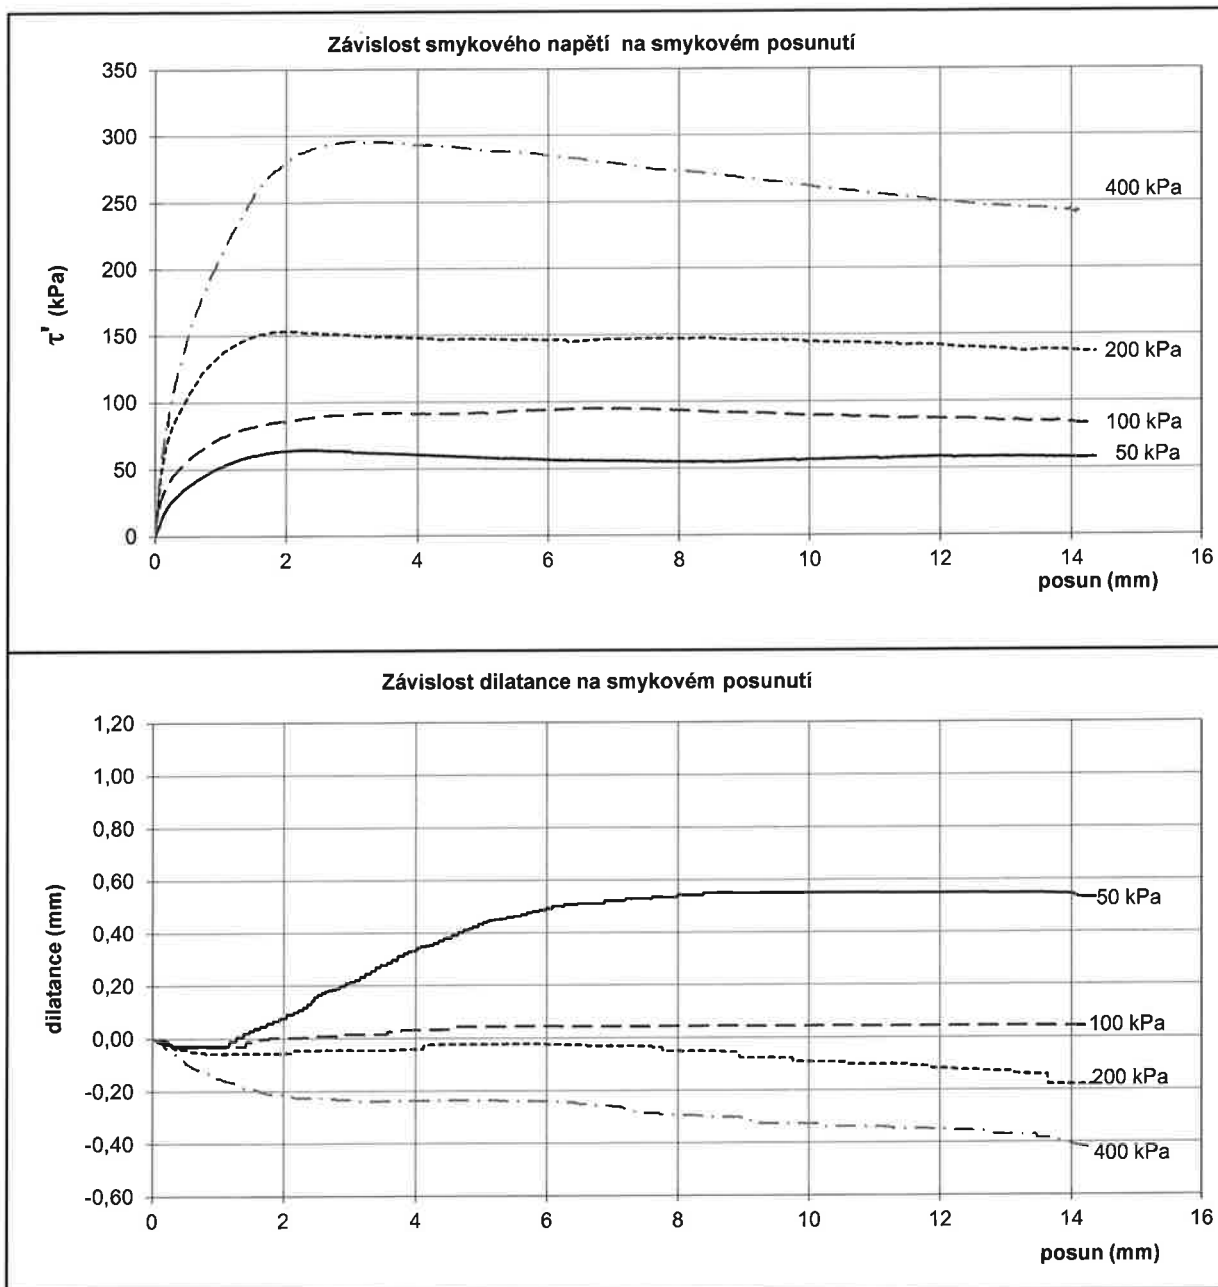 Závislost smykového napětí na smykovém posunutí
350
300
250
200
150
100
50
0
τ' (kPa)
400 kPa
200 kPa
100 kPa
50 kPa
0 2 4 6 8 10 12 14 16
posun (mm)
Závislost dilatance na smykovém posunutí
1,20
1,00
0,80
0,60
0,40
0,20
0,00
-0,20
-0,40
-0,60
dilatance (mm)
50 kPa
100 kPa
200 kPa
400 kPa
0 2 4 6 8 10 12 14 16
posun (mm)